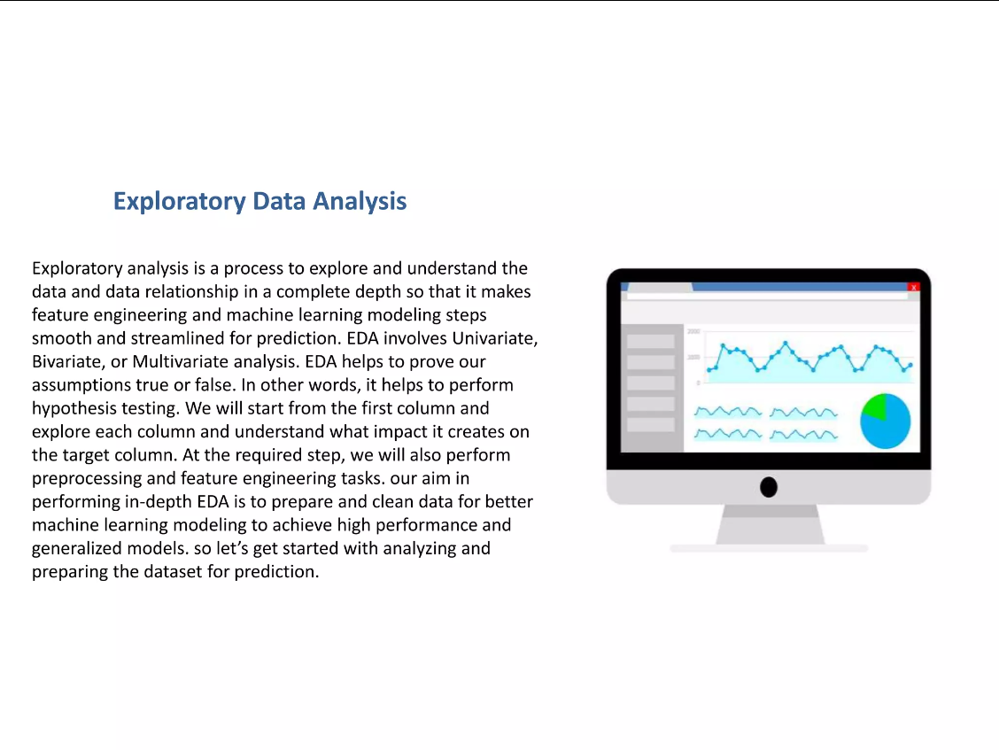 Exploratory Data Analysis
Exploratory analysis is a process to explore and understand the
data and data relationship in a complete depth so that it makes
feature engineering and machine learning modeling steps
smooth and streamlined for prediction. EDA involves Univariate,
Bivariate, or Multivariate analysis. EDA helps to prove our
assumptions true or false. In other words, it helps to perform
hypothesis testing. We will start from the first column and
explore each column and understand what impact it creates on
the target column. At the required step, we will also perform
preprocessing and feature engineering tasks. our aim in
performing in-depth EDA is to prepare and clean data for better
machine learning modeling to achieve high performance and
generalized models. so let’s get started with analyzing and
preparing the dataset for prediction.
X
2000
0